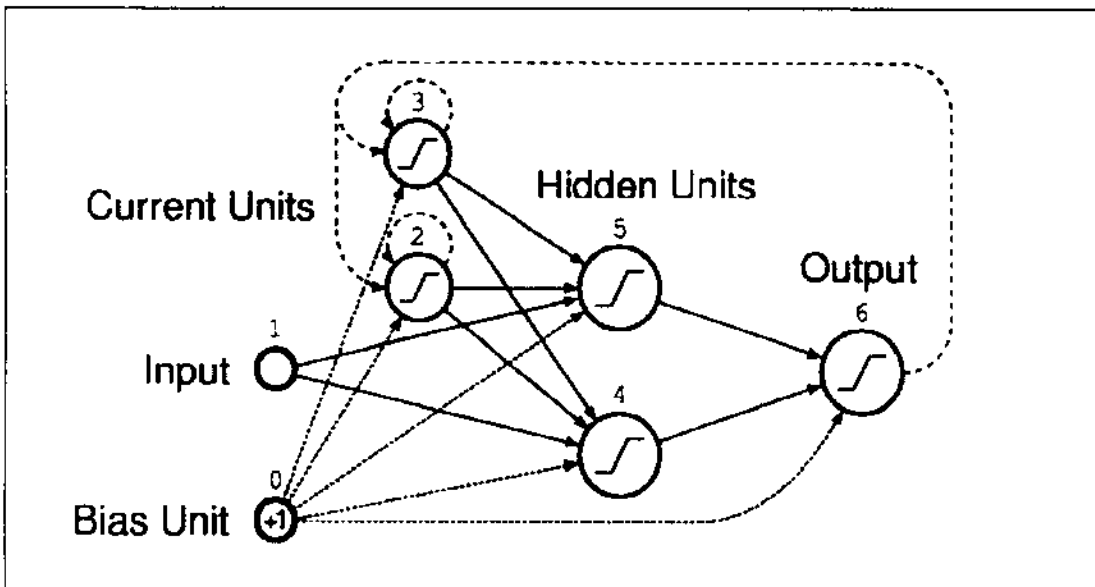 3
Hidden Units
Current Units
5
2
Output
6
1
Input
4
0
Bias Unit
+1